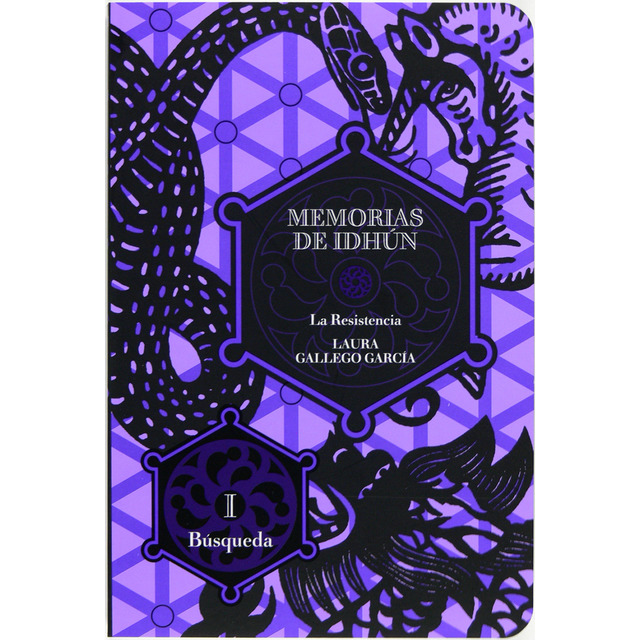 MEMORIAS
DE IDHÚN
La Resistencia
LAURA
GALLEGO GARCÍA
I
Búsqueda